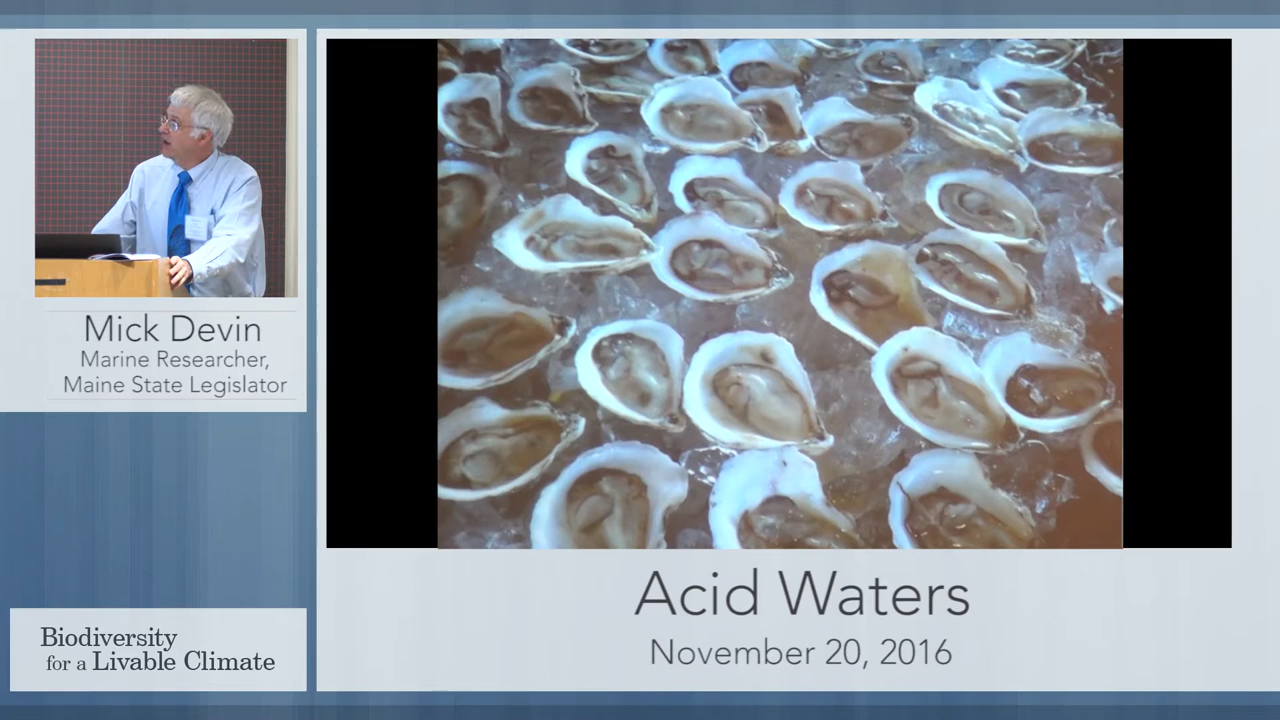 Mick Devin
Marine Researcher,
Maine State Legislator
Acid Waters
November 20, 2016
Biodiversity
for a Livable Climate